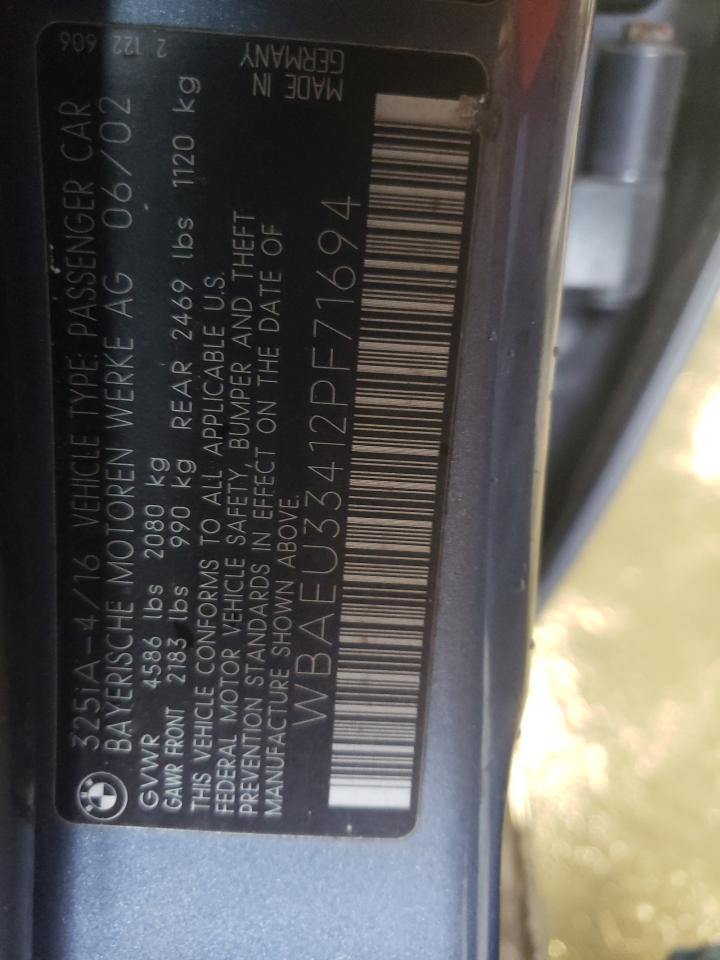 325iA-4/16 VEHICLE TYPE: PASSENGER CAR
BAYERISCHE MOTOREN WERKE AG 06/02
GVWR 4586 lbs 2080 kg
GAWR FRONT 2183 lbs 990 kg REAR 2469 lbs 1120 kg
THIS VEHICLE CONFORMS TO ALL APPLICABLE U.S.
FEDERAL MOTOR VEHICLE SAFETY, BUMPER AND THEFT
PREVENTION STANDARDS IN EFFECT ON THE DATE OF
MANUFACTURE SHOWN ABOVE.
WBAEU33412PF71694
MADE IN
GERMANY
2 122 606
BMW